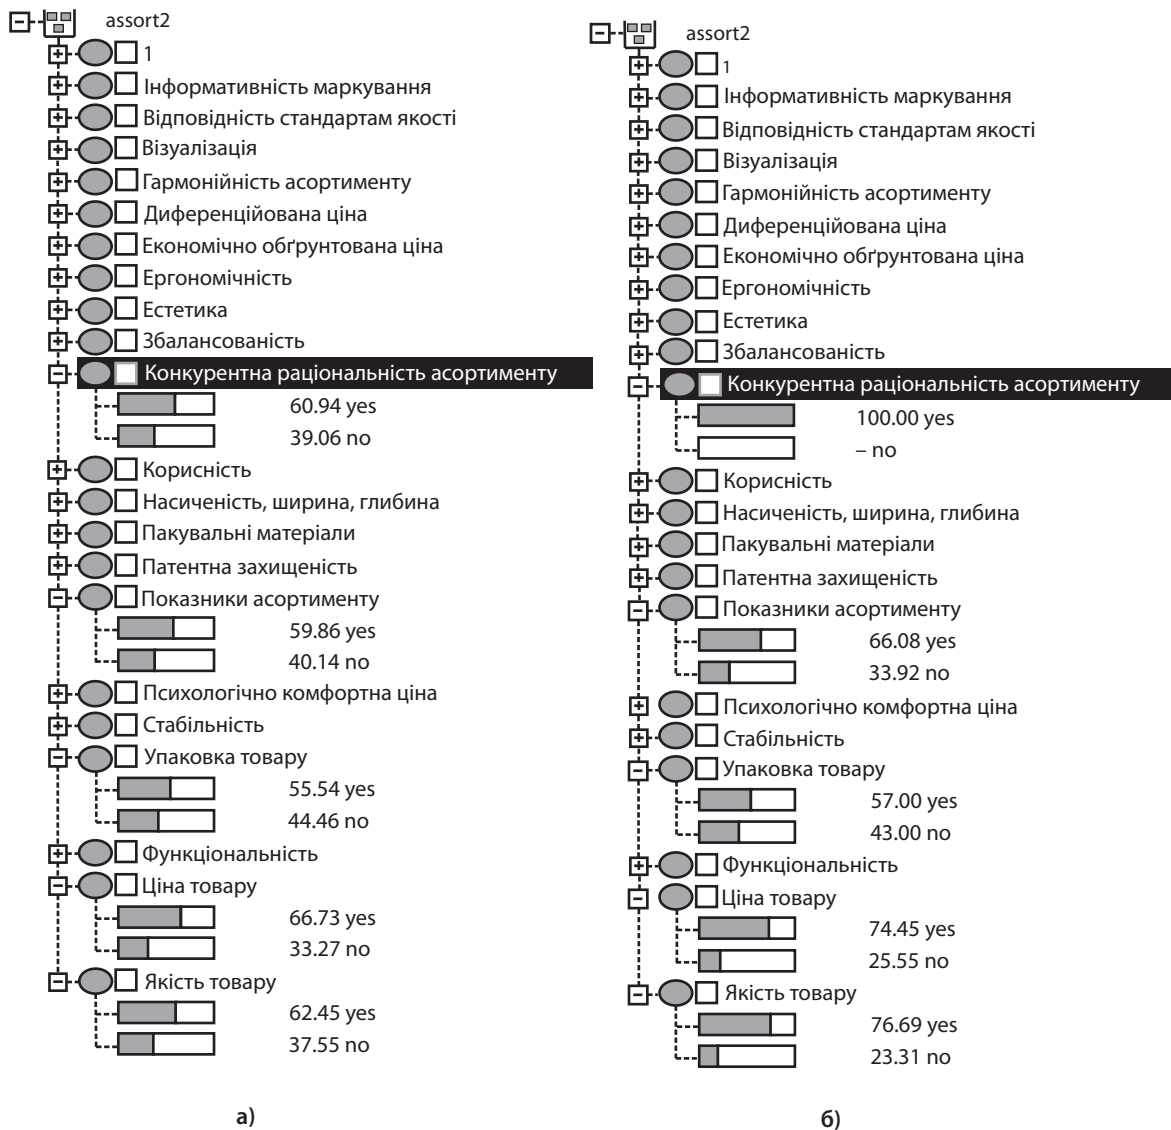 assort2
1
Інформативність маркування
Відповідність стандартам якості
Візуалізація
Гармонійність асортименту
Диференційована ціна
Економічно обґрунтована ціна
Ергономічність
Естетика
Збалансованість
Конкурентна раціональність асортименту
60.94 yes
39.06 no
Корисність
Насиченість, ширина, глибина
Пакувальні матеріали
Патентна захищеність
Показники асортименту
59.86 yes
40.14 no
Психологічно комфортна ціна
Стабільність
Упаковка товару
55.54 yes
44.46 no
Функціональність
Ціна товару
66.73 yes
33.27 no
Якість товару
62.45 yes
37.55 no
а)
assort2
1
Інформативність маркування
Відповідність стандартам якості
Візуалізація
Гармонійність асортименту
Диференційована ціна
Економічно обґрунтована ціна
Ергономічність
Естетика
Збалансованість
Конкурентна раціональність асортименту
100.00 yes
– no
Корисність
Насиченість, ширина, глибина
Пакувальні матеріали
Патентна захищеність
Показники асортименту
66.08 yes
33.92 no
Психологічно комфортна ціна
Стабільність
Упаковка товару
57.00 yes
43.00 no
Функціональність
Ціна товару
74.45 yes
25.55 no
Якість товару
76.69 yes
23.31 no
б)